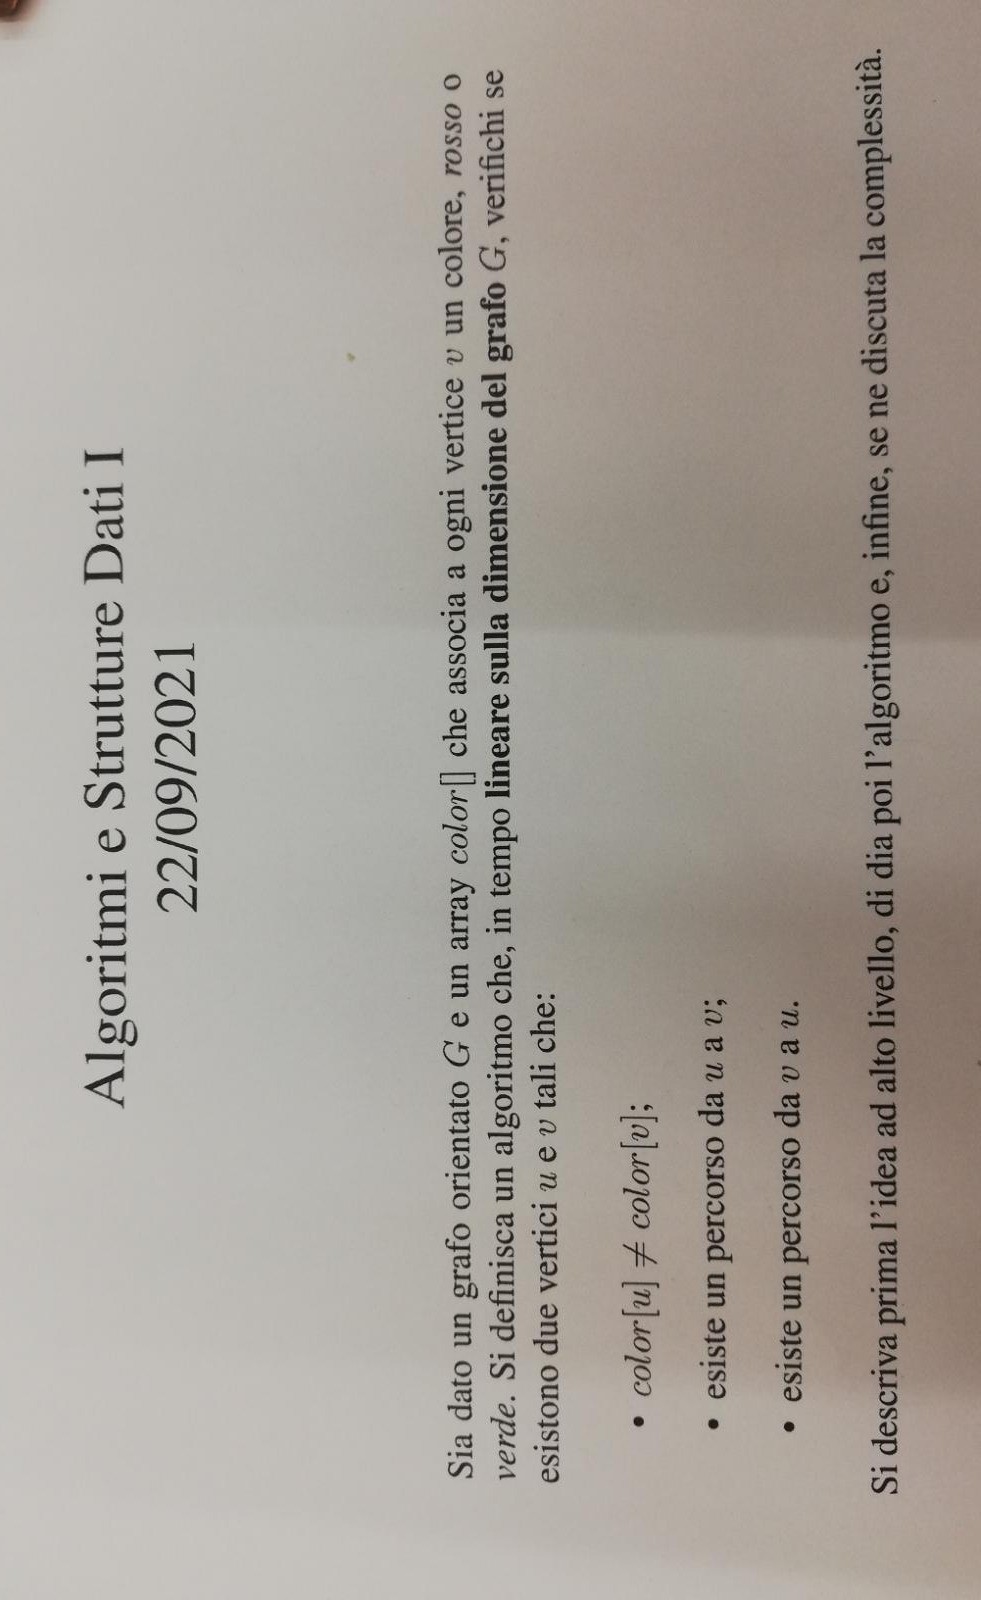 Algoritmi e Strutture Dati I
22/09/2021
Sia dato un grafo orientato G e un array color[] che associa a ogni vertice v un colore, rosso o
verde. Si definisca un algoritmo che, in tempo lineare sulla dimensione del grafo G, verifichi se
esistono due vertici u e v tali che:
• color[u] ≠ color[v];
• esiste un percorso da u a v;
• esiste un percorso da v a u.
Si descriva prima l'idea ad alto livello, di dia poi l'algoritmo e, infine, se ne discuta la complessità.